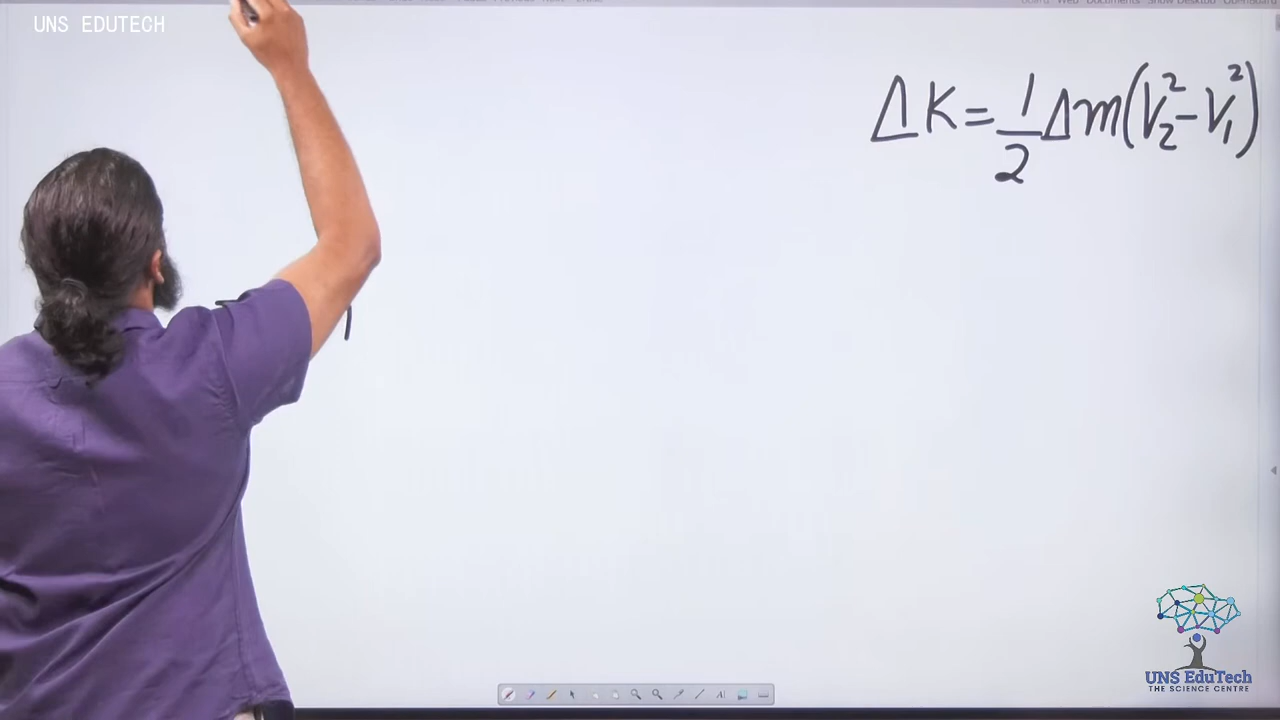 UNS EDUTECH
ΔK = 1/2 Δm(V₂² - V₁²)
UNS EduTech
THE SCIENCE CENTRE